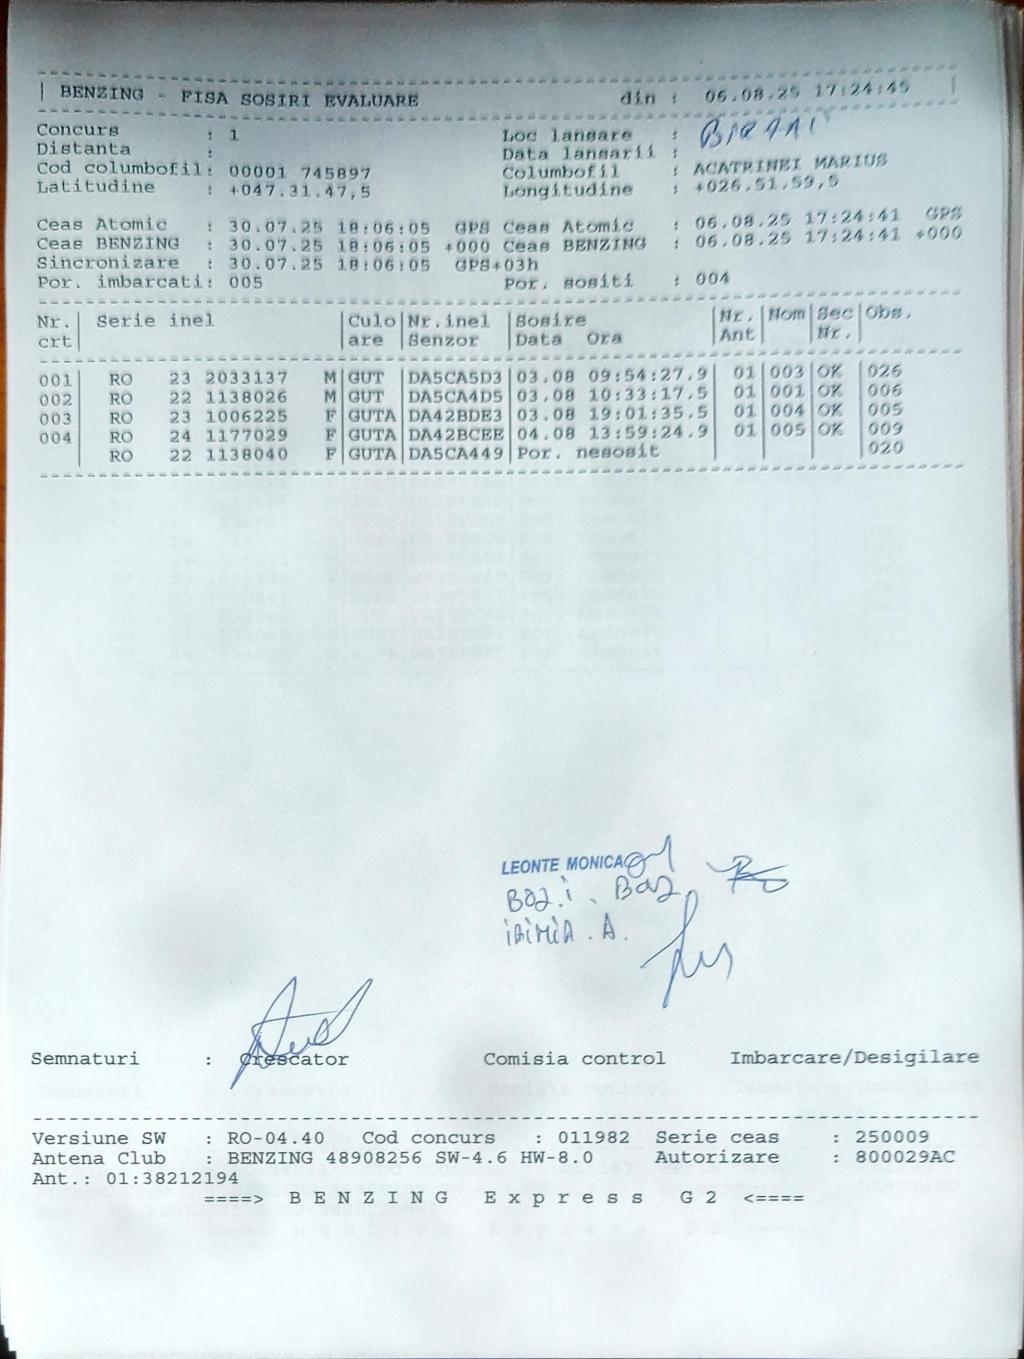 | BENZING - FISA SOSIRI EVALUARE din : 06.08.25 17:24:45 |
Concurs : 1 Loc lansare : BIRZAI
Distanta : Data lansarii :
Cod columbofil: 00001 745897 Columbofil : ACATRINEI MARIUS
Latitudine : +047.31.47,5 Longitudine : +026.51.59,5
Ceas Atomic : 30.07.25 18:06:05 GPS Ceas Atomic : 06.08.25 17:24:41 GPS
Ceas BENZING : 30.07.25 18:06:05 +000 Ceas BENZING : 06.08.25 17:24:41 +000
Sincronizare : 30.07.25 18:06:05 GPS+03h
Por. imbarcati: 005 Por. sositi : 004
Nr. | Serie inel |Culo|Nr.inel |Sosire |Nr.|Nom|Sec|Obs.
crt | |are |Senzor |Data Ora |Ant| |Nr.|
001| RO 23 2033137 M|GUT |DA5CA5D3|03.08 09:54:27.9| 01|003|OK |026
002| RO 22 1138026 M|GUT |DA5CA4D5|03.08 10:33:17.5| 01|001|OK |006
003| RO 23 1006225 F|GUTA|DA42BDE3|03.08 19:01:35.5| 01|004|OK |005
004| RO 24 1177029 F|GUTA|DA42BCEE|04.08 13:59:24.9| 01|005|OK |009
| RO 22 1138040 F|GUTA|DA5CA449|Por. nesosit | | | |020
LEONTE MONICA
IRIMIA . A.
Semnaturi : Crescator Comisia control Imbarcare/Desigilare
Versiune SW : RO-04.40 Cod concurs : 011982 Serie ceas : 250009
Antena Club : BENZING 48908256 SW-4.6 HW-8.0 Autorizare : 800029AC
Ant.: 01:38212194
====> B E N Z I N G E x p r e s s G 2 <====